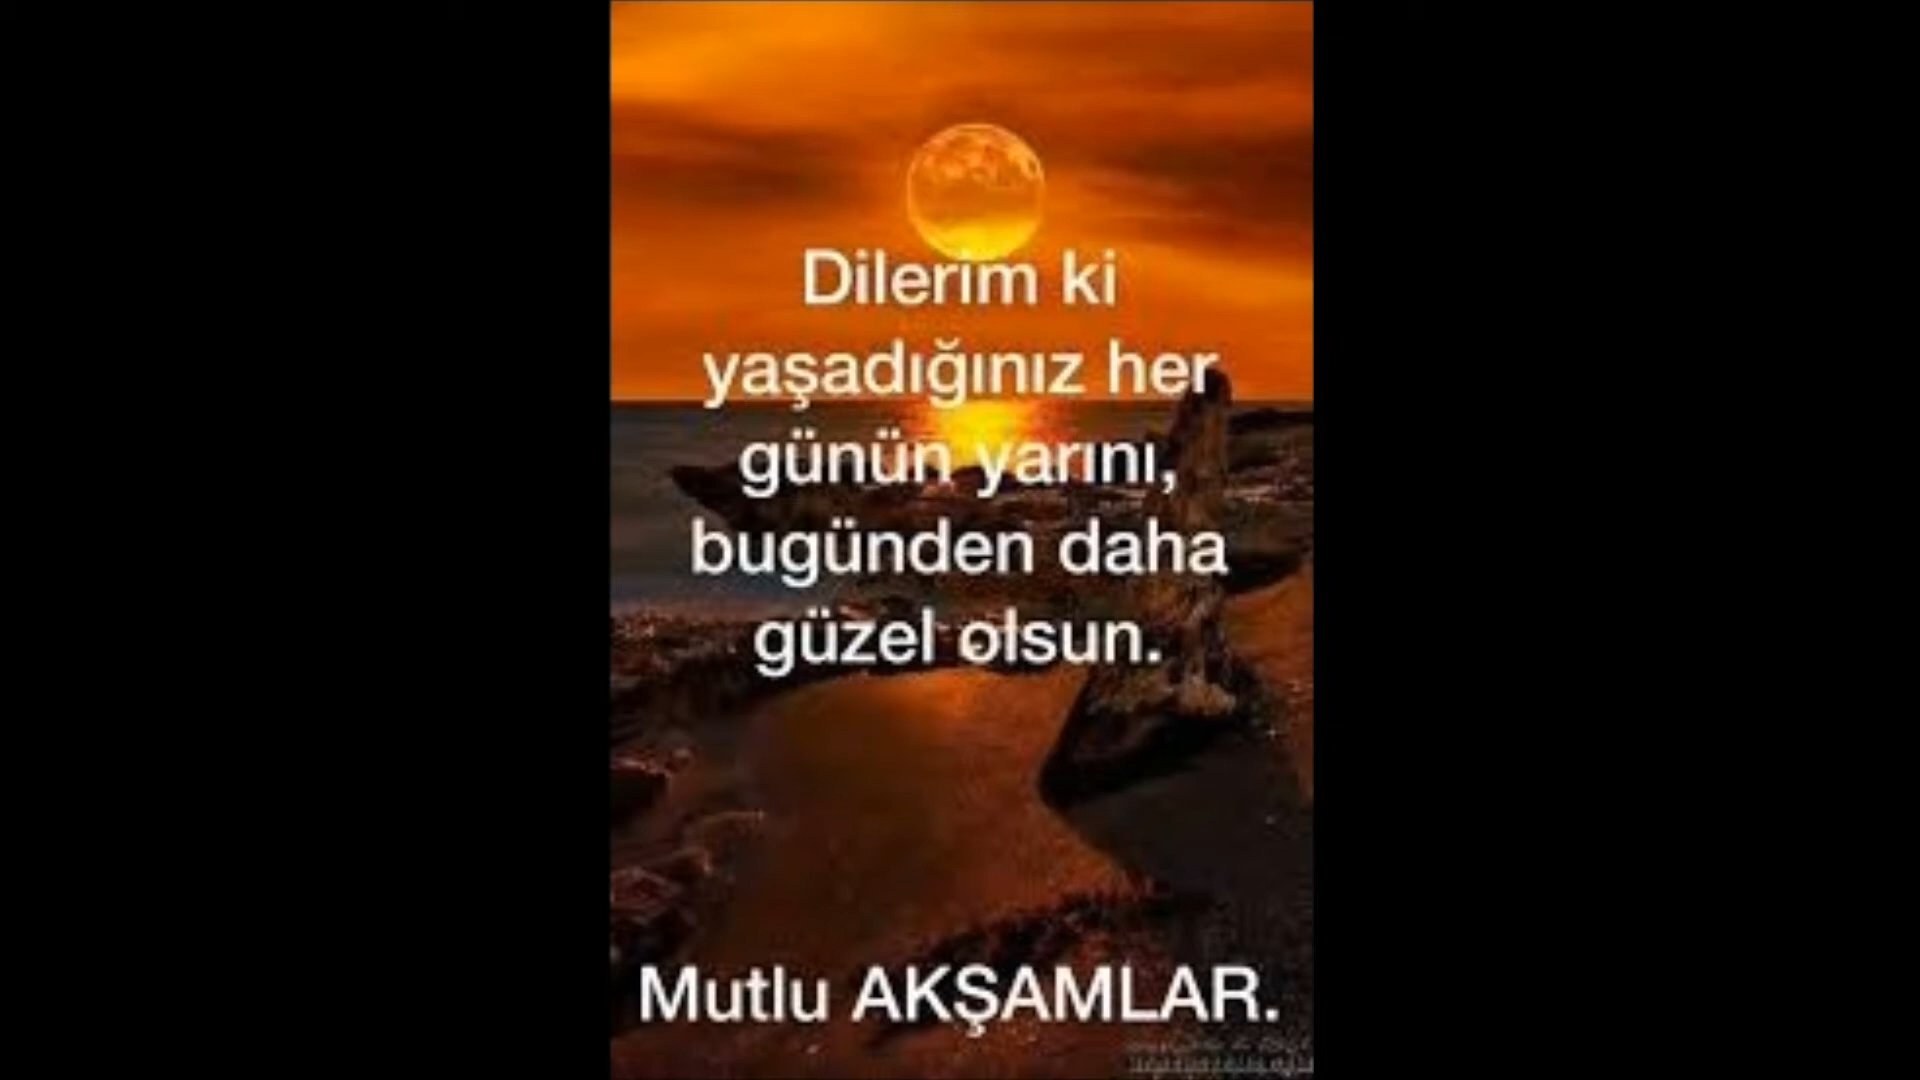 Dilerim ki
yaşadığınız her
günün yarını,
bugünden daha
güzel olsun.
Mutlu AKŞAMLAR.